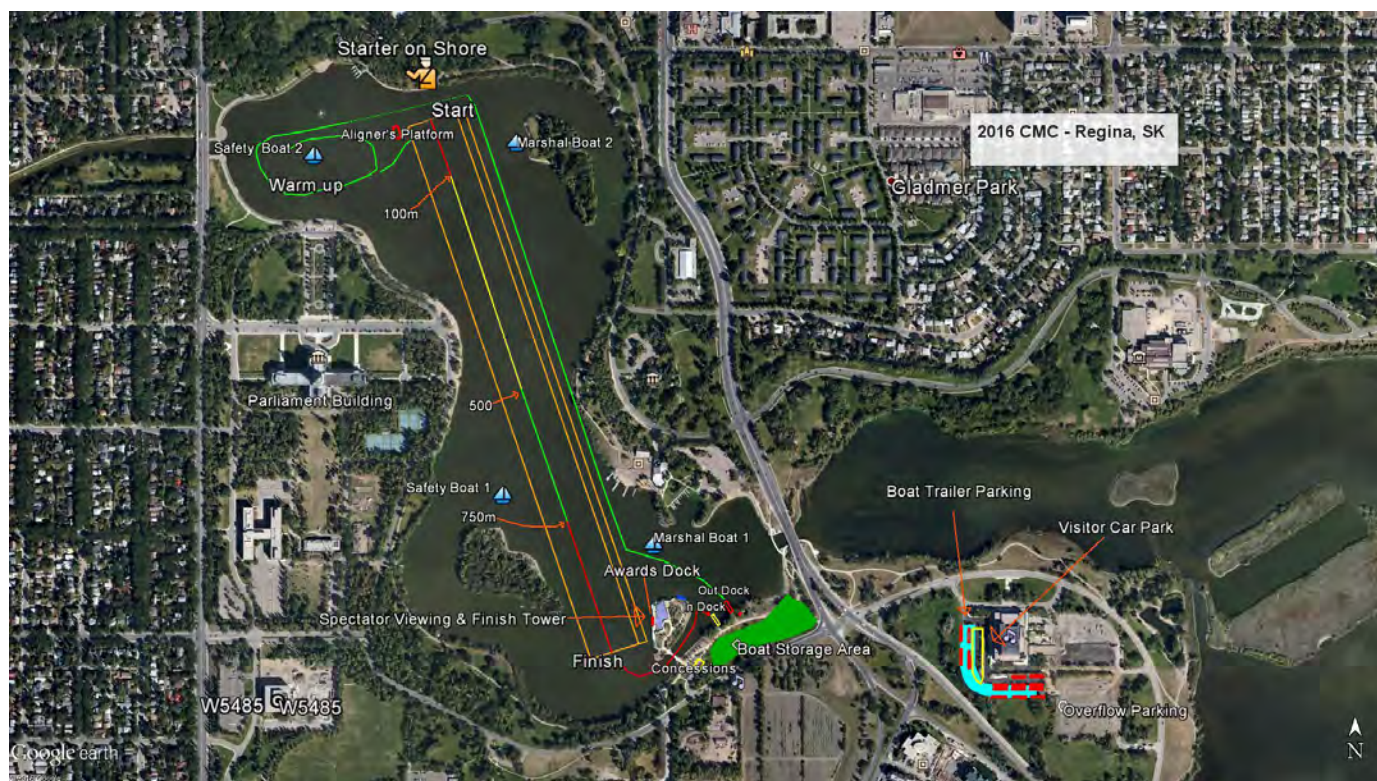 Starter on Shore
Start
2016 CMC - Regina, SK
Aligner's Platform
Safety Boat 2
Marshal Boat 2
Warm up
Gladmer Park
100m
Parliament Building
500
Safety Boat 1
Boat Trailer Parking
750m
Visitor Car Park
Marshal Boat 1
Awards Dock
Out Dock
n Dock
Spectator Viewing & Finish Tower
Boat Storage Area
Finish
Concessions
W5485
W5485
Overflow Parking
Google earth
N